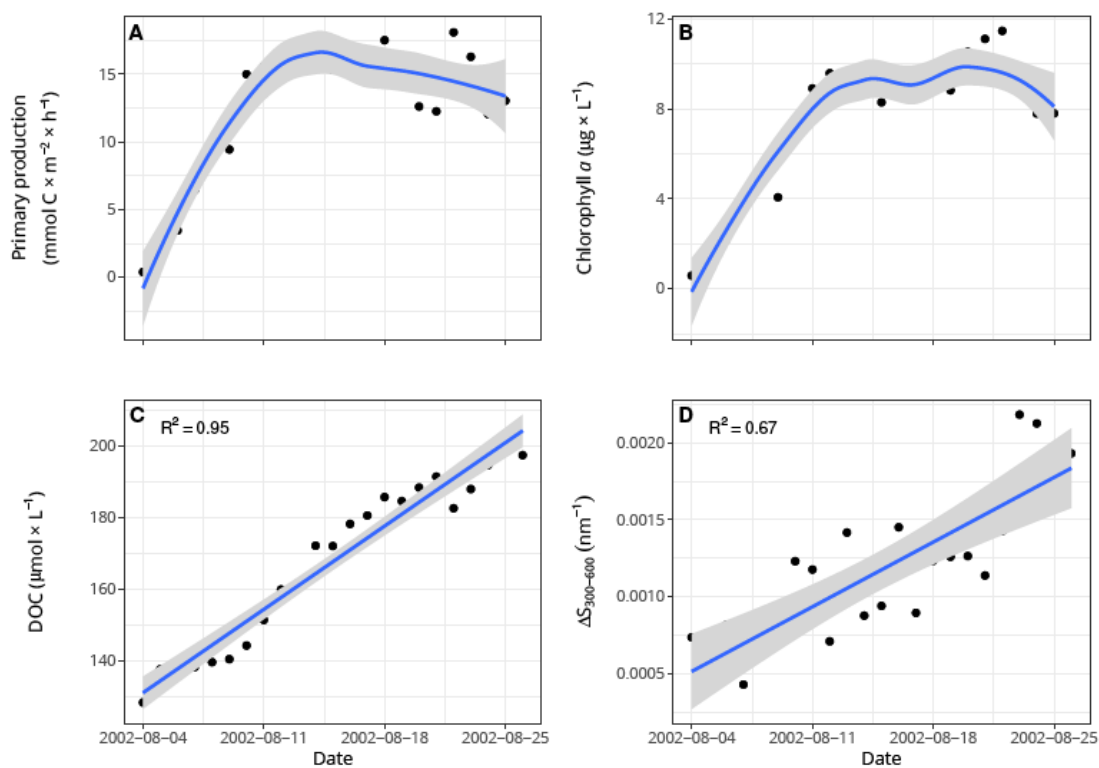 A
15
10
5
0
Primary production
(mmol C × m⁻² × h⁻¹)
B
12
8
4
0
Chlorophyll a (µg × L⁻¹)
C
R² = 0.95
200
180
160
140
DOC (µmol × L⁻¹)
2002−08−04 2002−08−11 2002−08−18 2002−08−25
Date
D
R² = 0.67
0.0020
0.0015
0.0010
0.0005
ΔS₃₀₀₋₆₀₀ (nm⁻¹)
2002−08−04 2002−08−11 2002−08−18 2002−08−25
Date